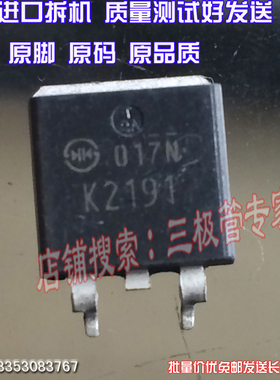 进口拆机 质量测试好发送
原脚 原码 原品质
017N
K2191
店铺搜索：三极管专
8353083767
批量价优免邮发送长